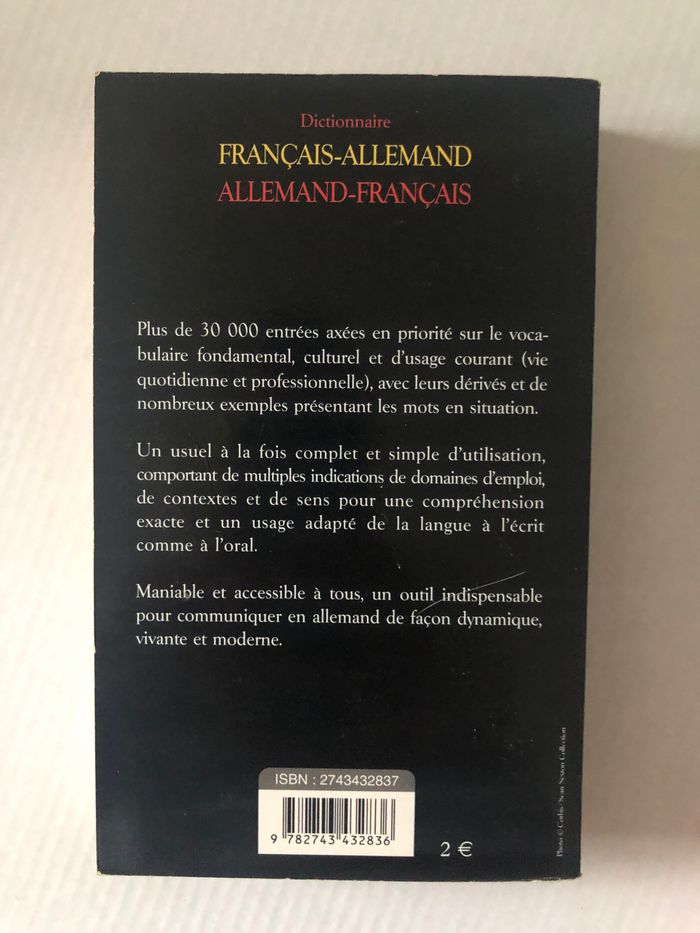 Dictionnaire
FRANÇAIS-ALLEMAND
ALLEMAND-FRANÇAIS
Plus de 30 000 entrées axées en priorité sur le voca-
bulaire fondamental, culturel et d'usage courant (vie
quotidienne et professionnelle), avec leurs dérivés et de
nombreux exemples présentant les mots en situation.
Un usuel à la fois complet et simple d'utilisation,
comportant de multiples indications de domaines d'emploi,
de contextes et de sens pour une compréhension
exacte et un usage adapté de la langue à l'écrit
comme à l'oral.
Maniable et accessible à tous, un outil indispensable
pour communiquer en allemand de façon dynamique,
vivante et moderne.
Photo © Corbis/Sean Sexton Collection
ISBN : 2743432837
9 782743 432836
2 €